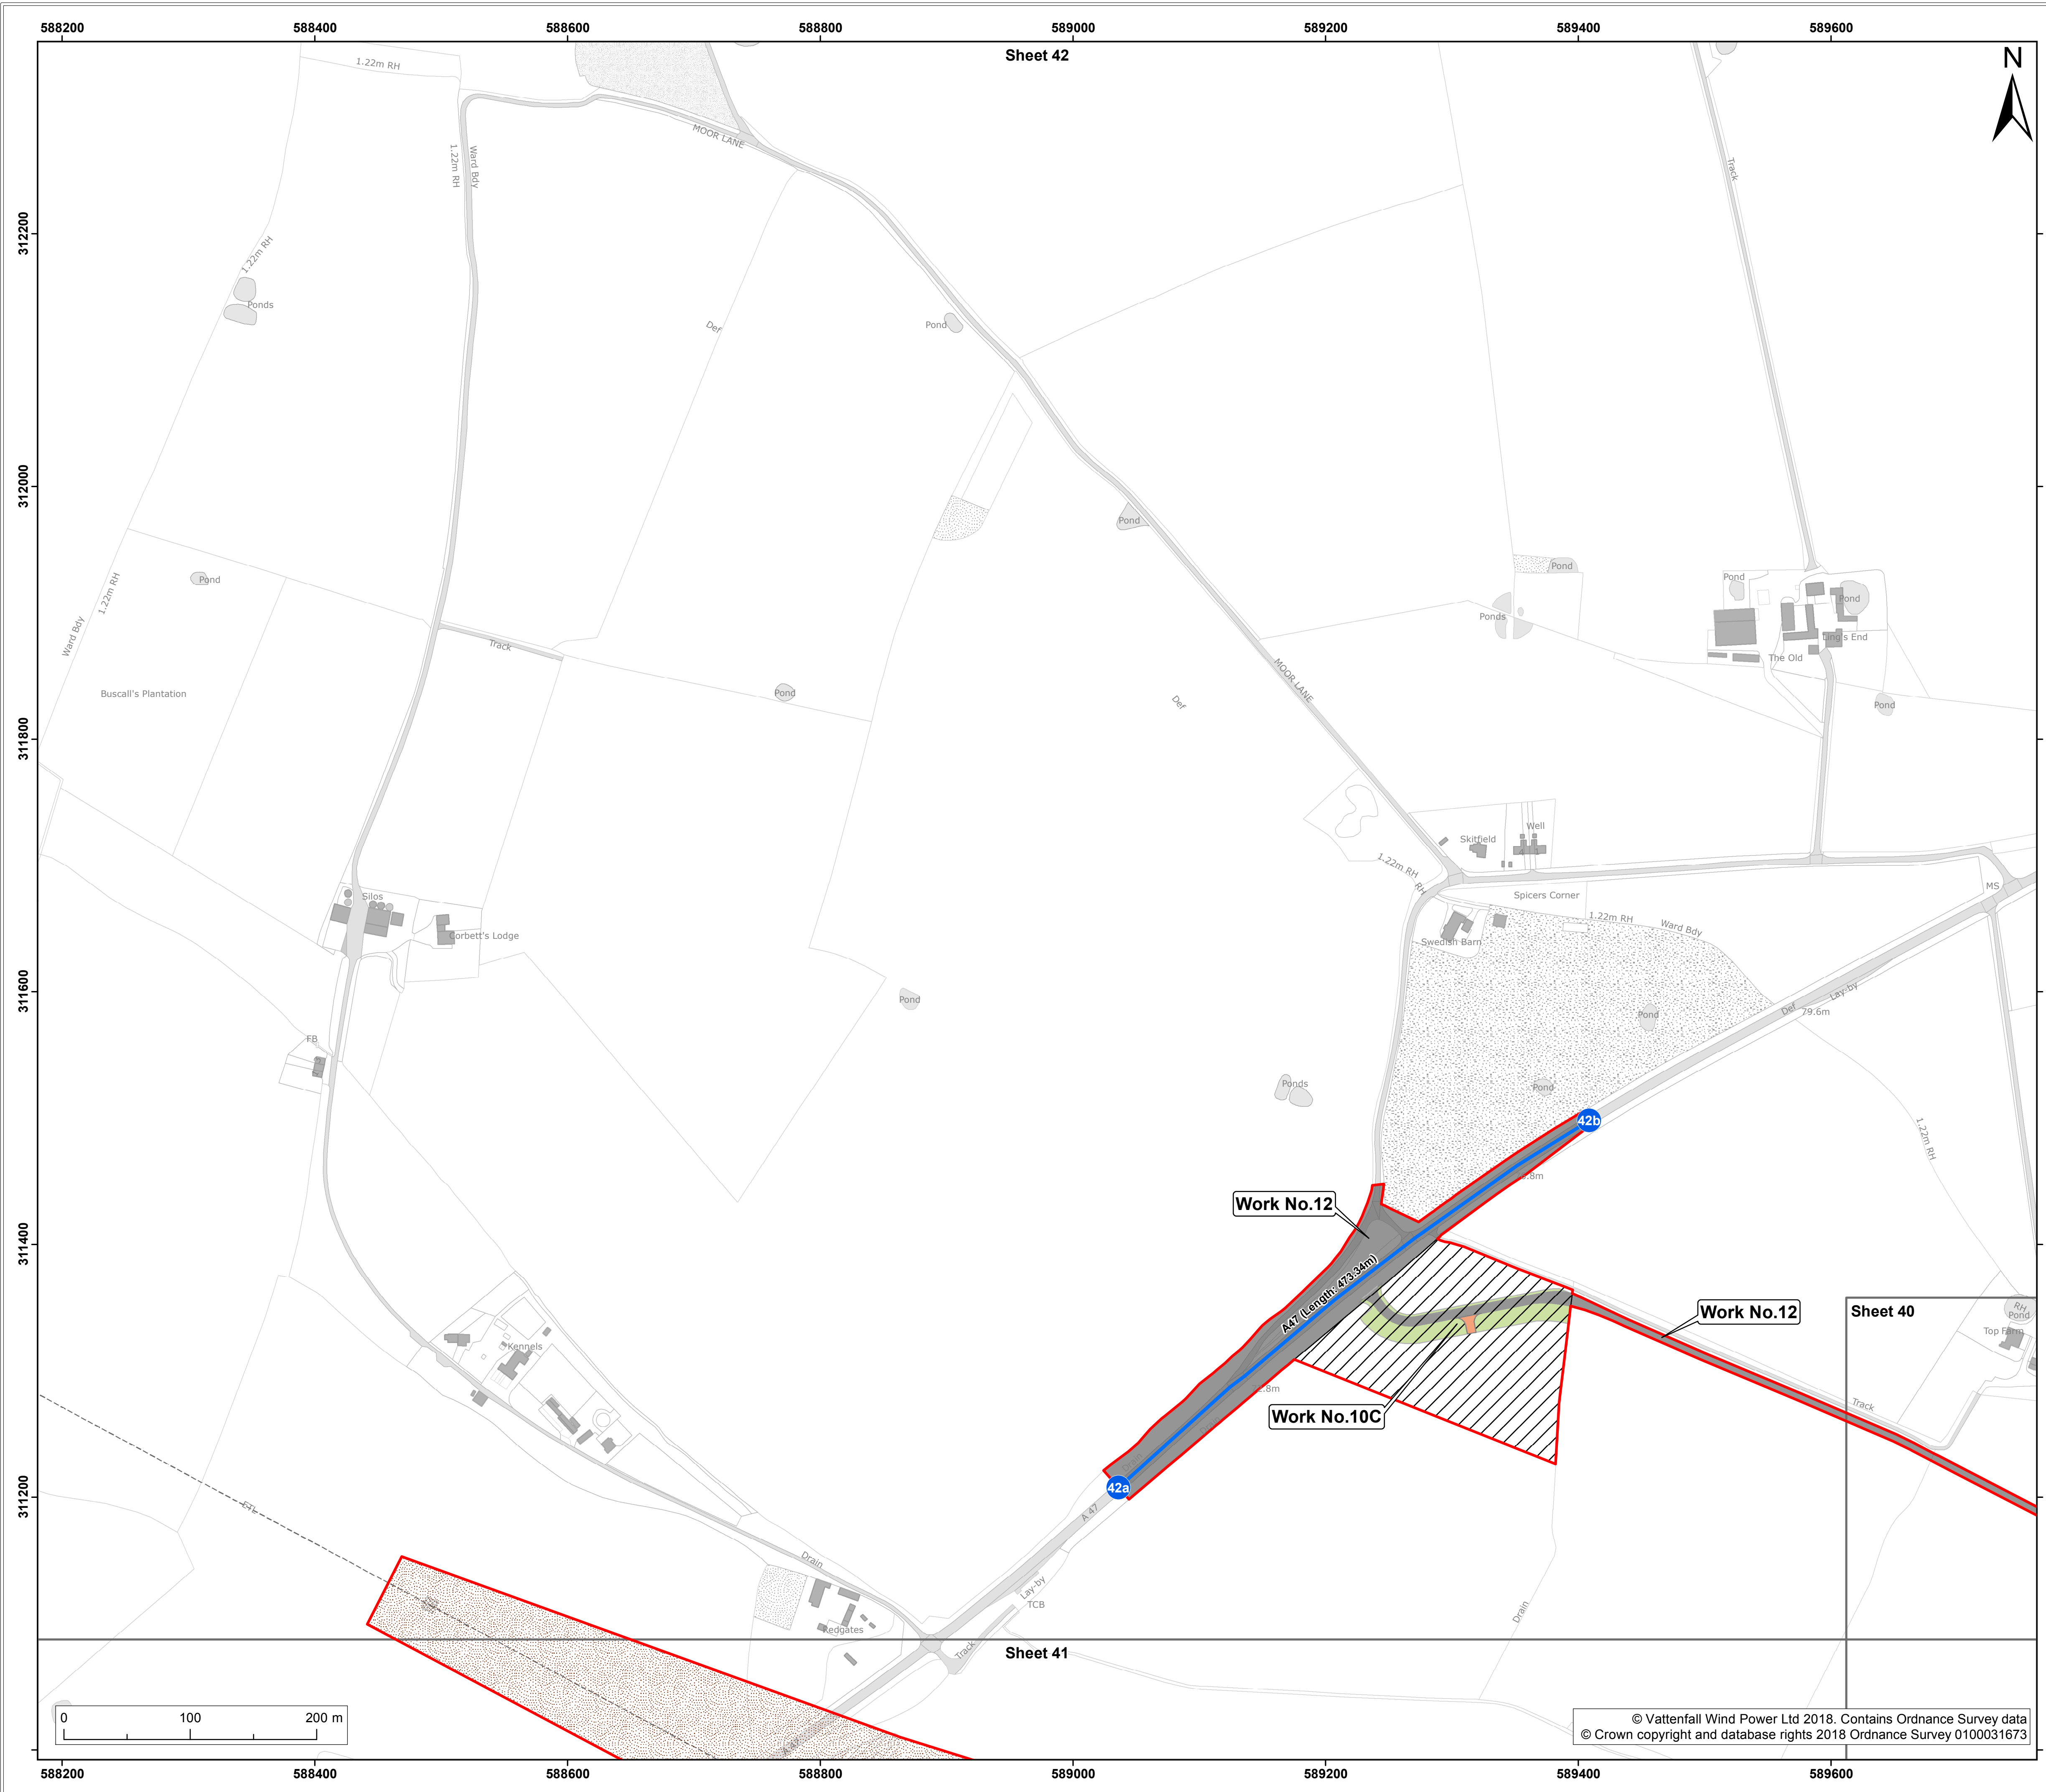 588200 588400 588600 588800 589000 589200 589400 589600
Sheet 42
N
1.22m RH
MOOR LANE
Ward Bdy
1.22m RH
Track
312200
1.22m RH
Ponds
Def
Pond
312000
Pond
Pond
Pond
Pond
Pond
1.22m RH
Ward Bdy
Ponds
Ling's End
Track
The Old
MOOR LANE
Buscall's Plantation
Pond
Def
Pond
311800
Well
Skitfield
1.22m RH
RH
Silos
Spicers Corner
MS
1.22m RH
Ward Bdy
Corbett's Lodge
Swedish Barn
311600
Pond
Lay-by
Def
79.6m
Pond
FB
Ponds
Pond
42b
1.22m RH
8m
Work No.12
311400
A47 (Length: 473.34m)
Work No.12
Sheet 40
RH
Pond
Top Farm
Kennels
.8m
Track
Work No.10C
Drain
42a
311200
ETL
A 47
Drain
Lay-by
TCB
Drain
Redgates
Track
Sheet 41
A 47
0 100 200 m
© Vattenfall Wind Power Ltd 2018. Contains Ordnance Survey data
© Crown copyright and database rights 2018 Ordnance Survey 0100031673
588200 588400 588600 588800 589000 589200 589400 589600